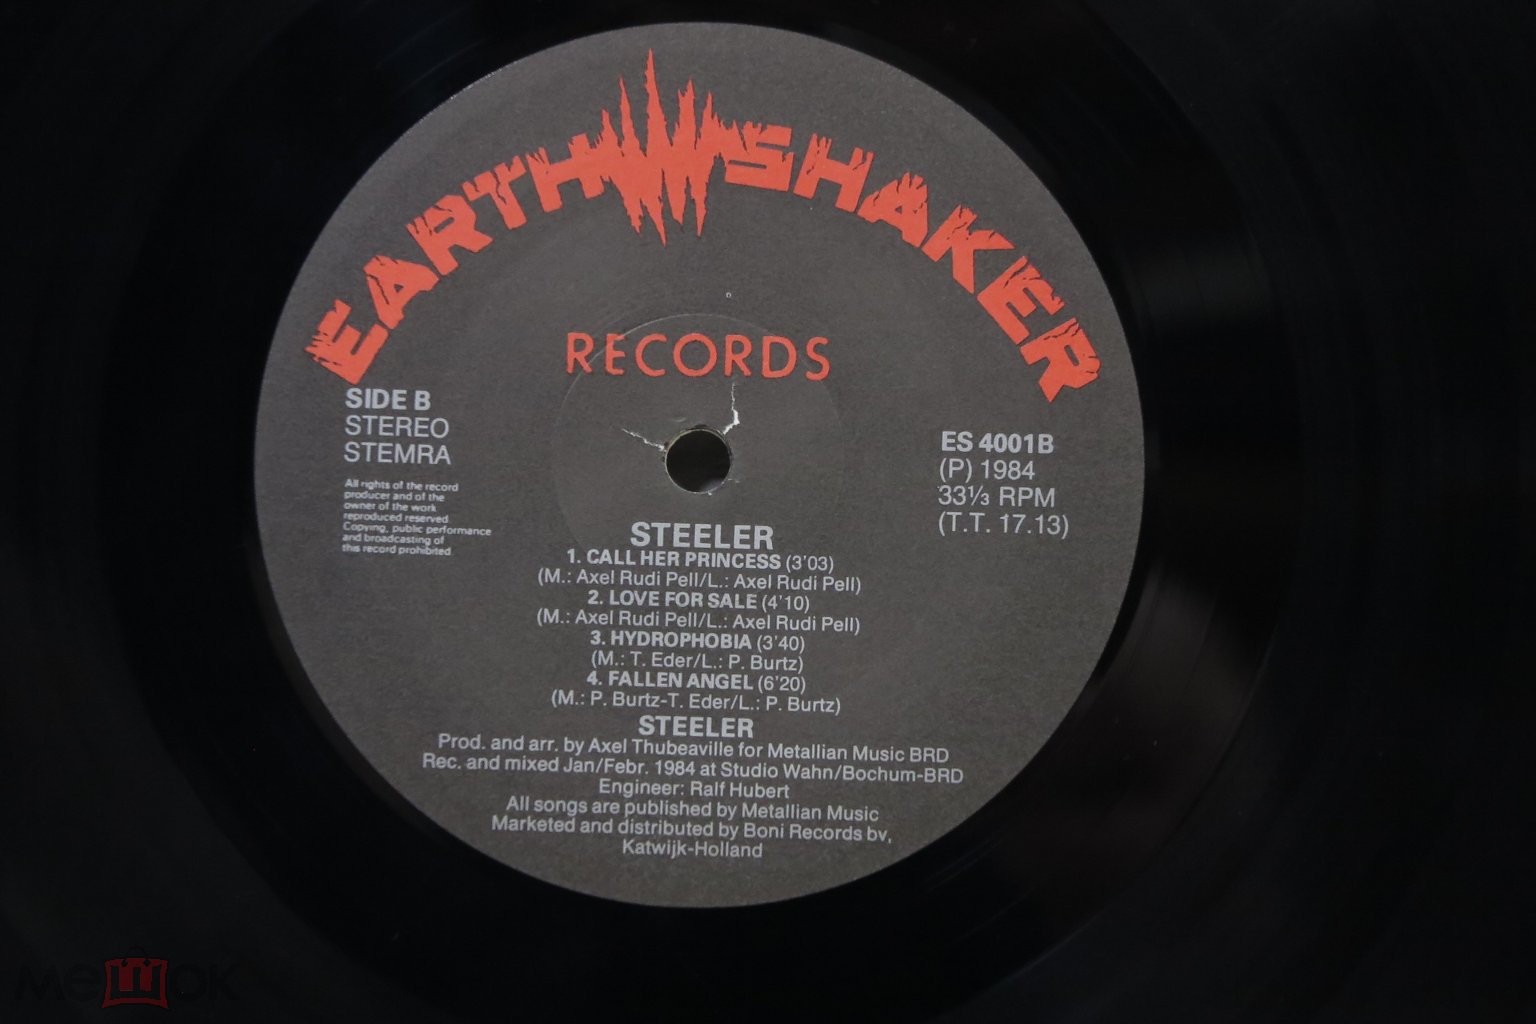 EARTHSHAKER
RECORDS
SIDE B
STEREO
STEMRA
All rights of the record
producer and of the
owner of the work
reproduced reserved
Copying, public performance
and broadcasting of
this record prohibited
ES 4001B
(P) 1984
33⅓ RPM
(T.T. 17.13)
STEELER
1. CALL HER PRINCESS (3'03)
(M.: Axel Rudi Pell/L.: Axel Rudi Pell)
2. LOVE FOR SALE (4'10)
(M.: Axel Rudi Pell/L.: Axel Rudi Pell)
3. HYDROPHOBIA (3'40)
(M.: T. Eder/L.: P. Burtz)
4. FALLEN ANGEL (6'20)
(M.: P. Burtz-T. Eder/L.: P. Burtz)
STEELER
Prod. and arr. by Axel Thubeaville for Metallian Music BRD
Rec. and mixed Jan/Febr. 1984 at Studio Wahn/Bochum-BRD
Engineer: Ralf Hubert
All songs are published by Metallian Music
Marketed and distributed by Boni Records bv,
Katwijk-Holland
мешок